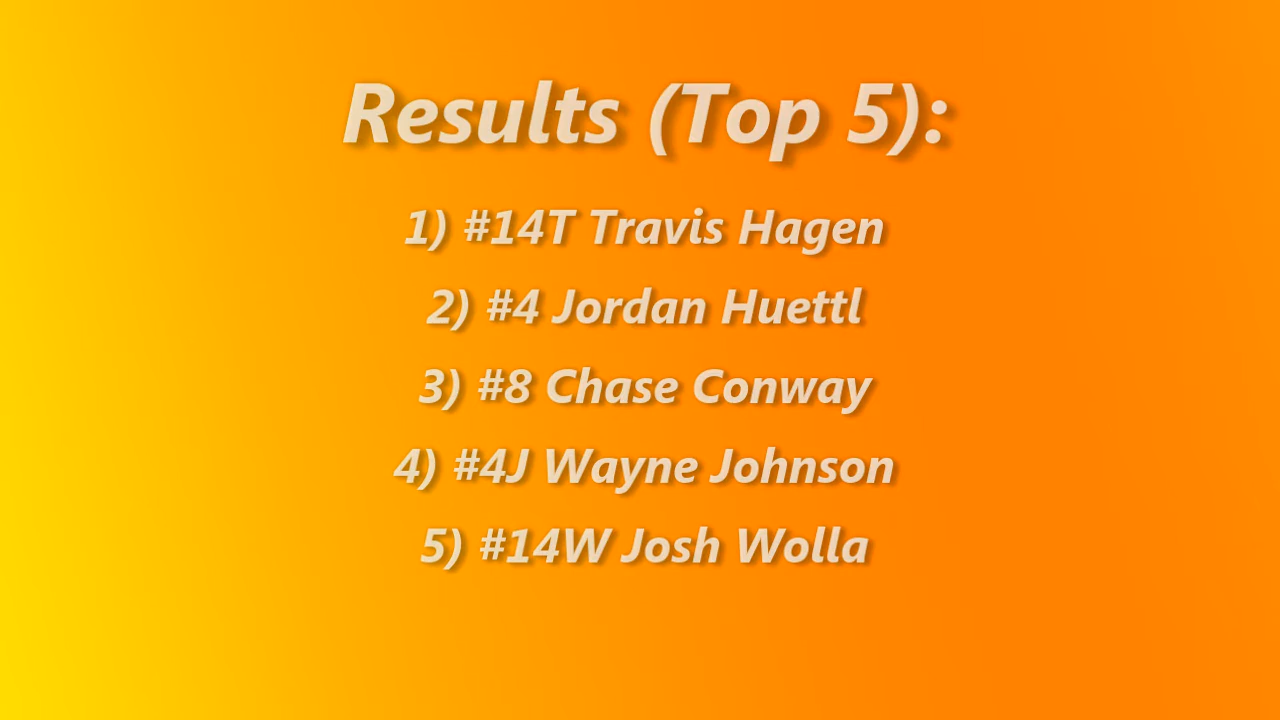 Results (Top 5):
1) #14T Travis Hagen
2) #4 Jordan Huettl
3) #8 Chase Conway
4) #4J Wayne Johnson
5) #14W Josh Wolla